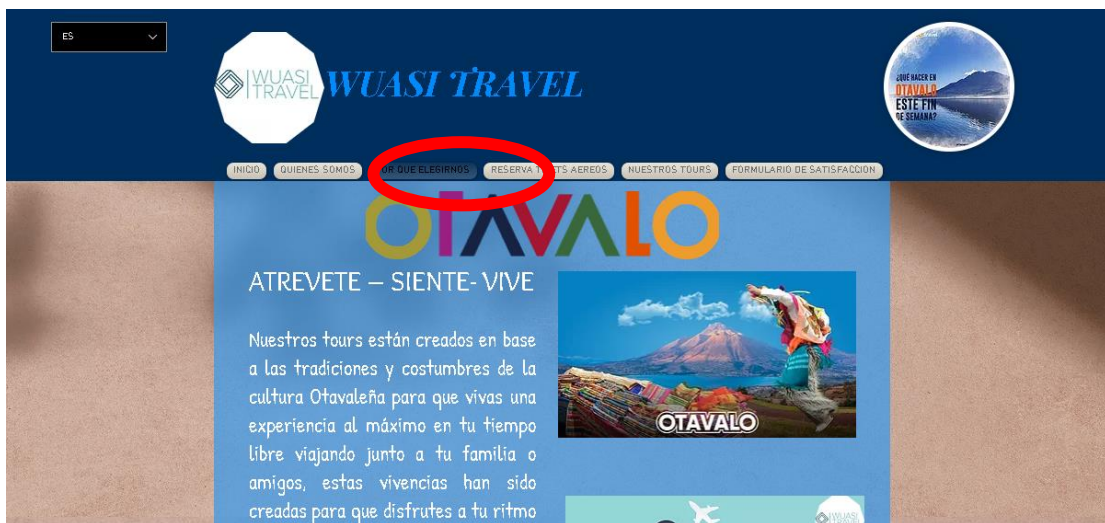 ES
WUASI
TRAVEL
WUASI TRAVEL
¿QUÉ HACER EN
OTAVALO
ESTE FIN
DE SEMANA?
INICIO
QUIENES SOMOS
POR QUE ELEGIRNOS
RESERVA
AEREOS
NUESTROS TOURS
FORMULARIO DE SATISFACCION
OTAVALO
ATREVETE – SIENTE- VIVE
Nuestros tours están creados en base
a las tradiciones y costumbres de la
cultura Otavaleña para que vivas una
experiencia al máximo en tu tiempo
libre viajando junto a tu familia o
amigos, estas vivencias han sido
creadas para que disfrutes a tu ritmo
OTAVALO
WUASI